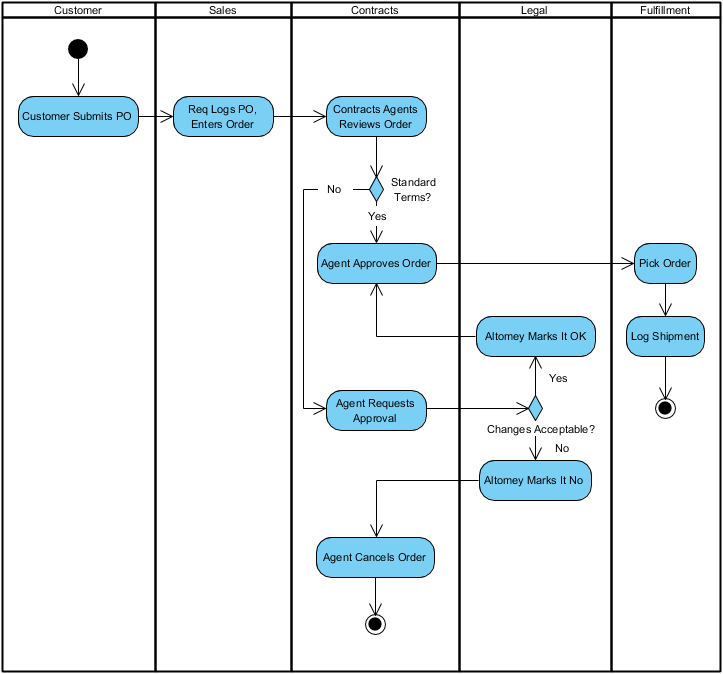 Customer
Sales
Contracts
Legal
Fulfillment
Customer Submits PO
Req Logs PO,
Enters Order
Contracts Agents
Reviews Order
Standard
Terms?
No
Yes
Agent Approves Order
Pick Order
Altorney Marks It OK
Log Shipment
Yes
Agent Requests
Approval
Changes Acceptable?
No
Altorney Marks It No
Agent Cancels Order